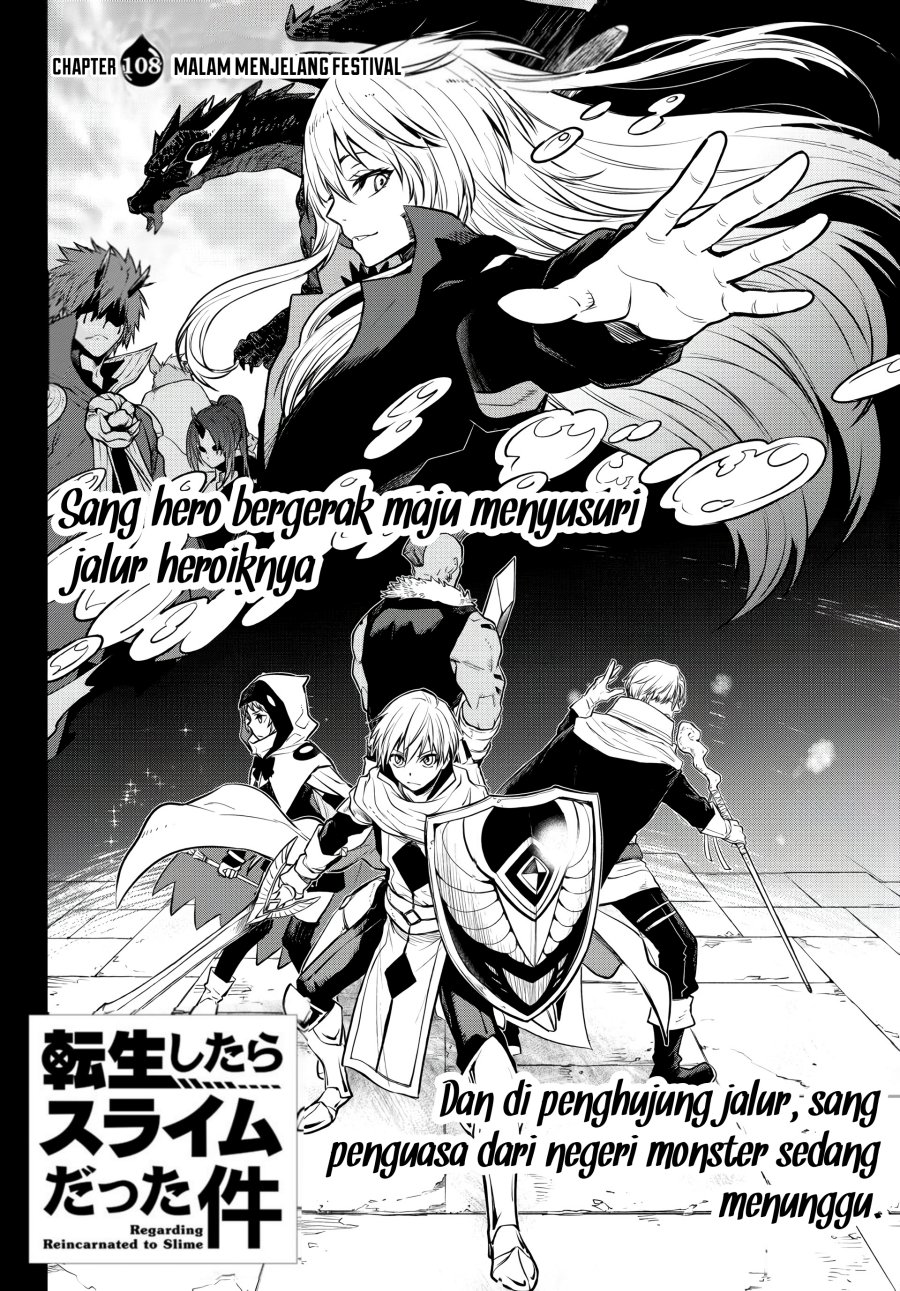 CHAPTER 108 MALAM MENJELANG FESTIVAL
Sang hero bergerak maju menyusuri
jalur heroiknya
転生したら
スライム
だった件
Regarding
Reincarnated to Slime
Dan di penghujung jalur, sang
penguasa dari negeri monster sedang
menunggu.